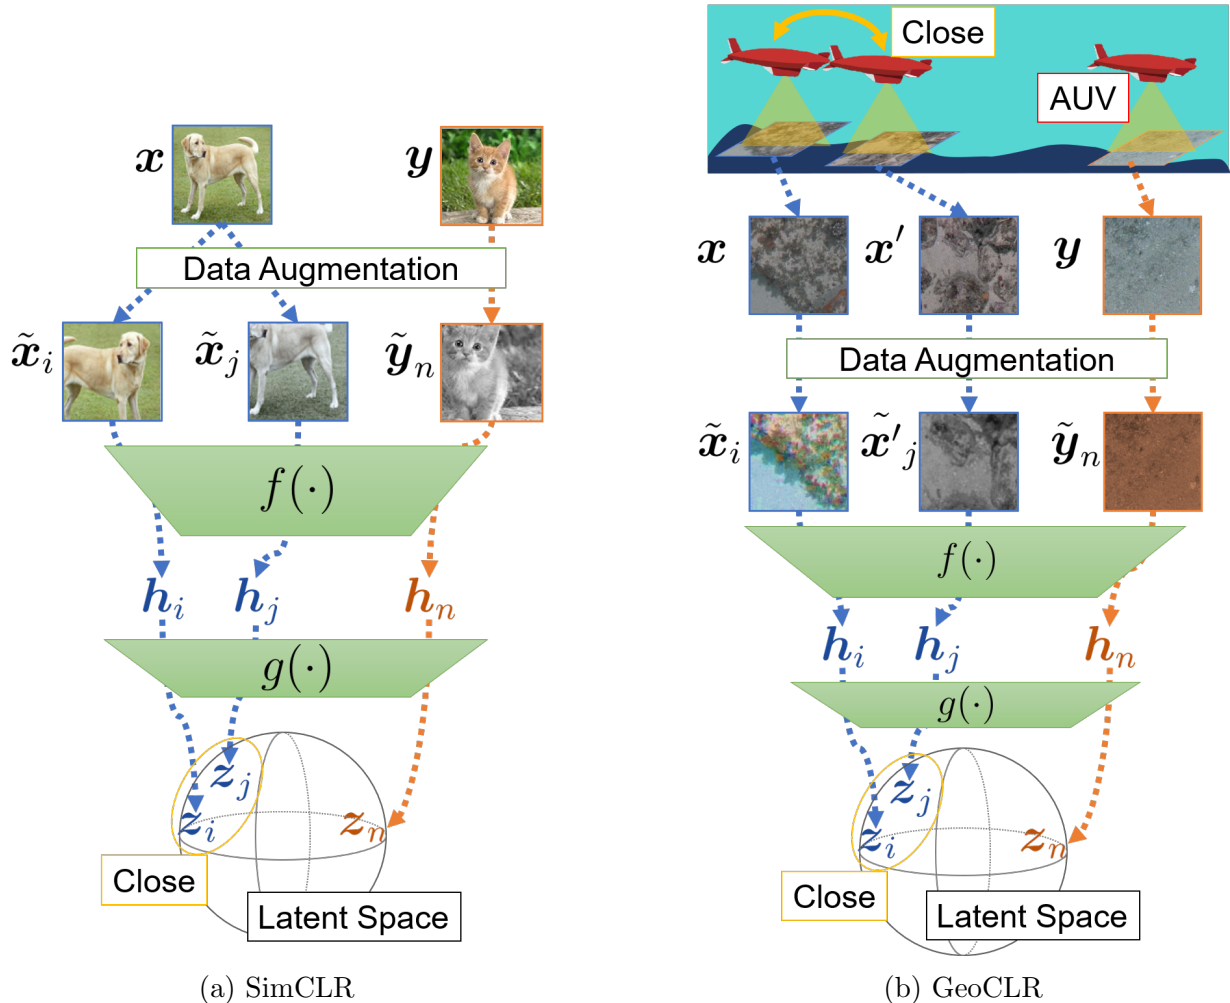 x
y
Data Augmentation
x̃ᵢ
x̃ⱼ
ỹₙ
f(·)
hᵢ
hⱼ
hₙ
g(·)
zⱼ
zᵢ
zₙ
Close
Latent Space
(a) SimCLR
Close
AUV
x
x′
y
Data Augmentation
x̃ᵢ
x̃′ⱼ
ỹₙ
f(·)
hᵢ
hⱼ
hₙ
g(·)
zⱼ
zᵢ
zₙ
Close
Latent Space
(b) GeoCLR